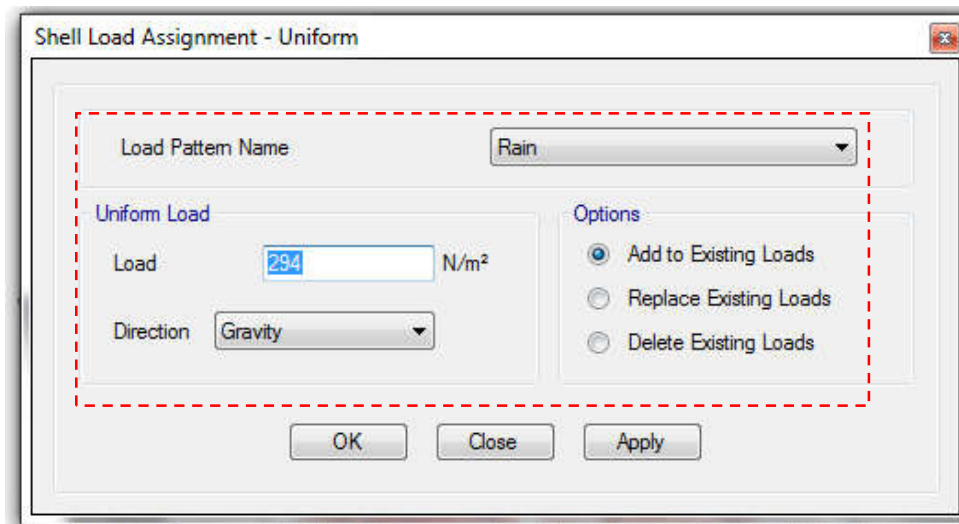 Shell Load Assignment - Uniform
Load Pattern Name Rain
Uniform Load
Load 294 N/m²
Direction Gravity
Options
Add to Existing Loads
Replace Existing Loads
Delete Existing Loads
OK Close Apply